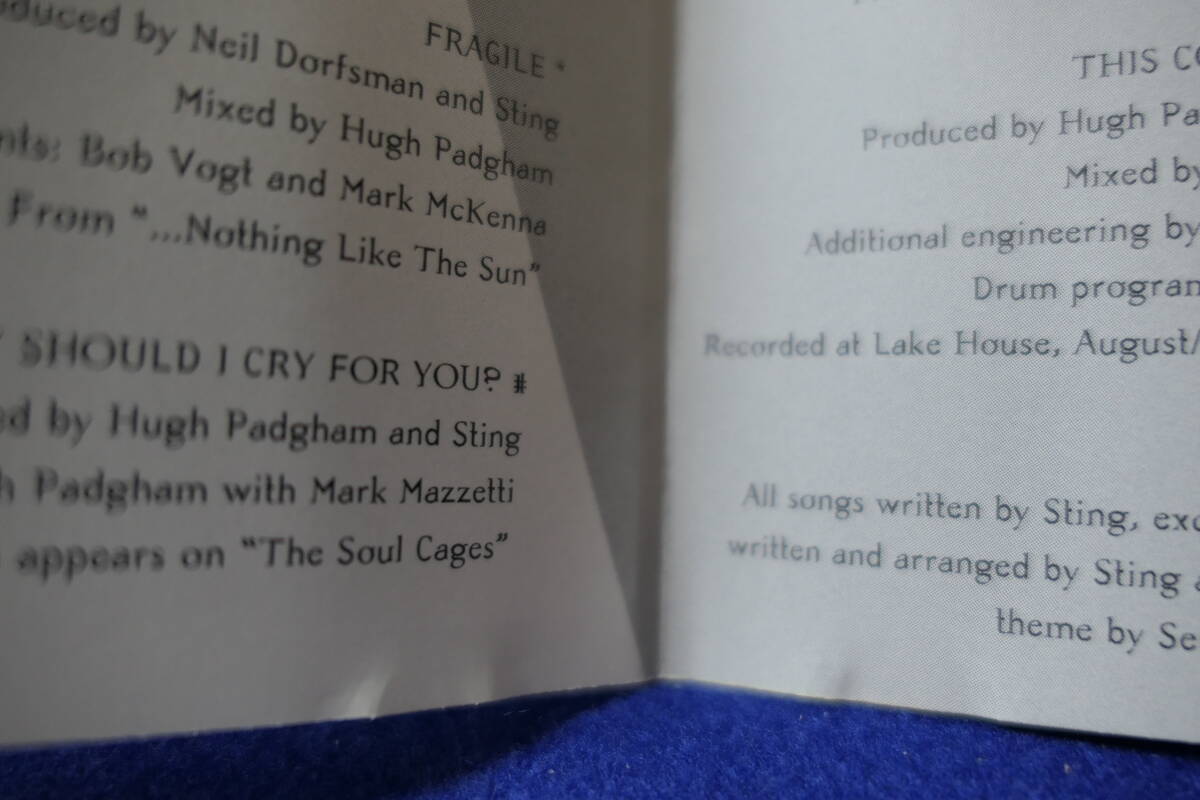 FRAGILE *
duced by Neil Dorfsman and Sting
Mixed by Hugh Padgham
nts: Bob Vogt and Mark McKenna
From "...Nothing Like The Sun"
SHOULD I CRY FOR YOU? #
ed by Hugh Padgham and Sting
h Padgham with Mark Mazzetti
appears on "The Soul Cages"
THIS CO
Produced by Hugh Pa
Mixed by
Additional engineering by
Drum program
Recorded at Lake House, August/
All songs written by Sting, exc
written and arranged by Sting a
theme by Se